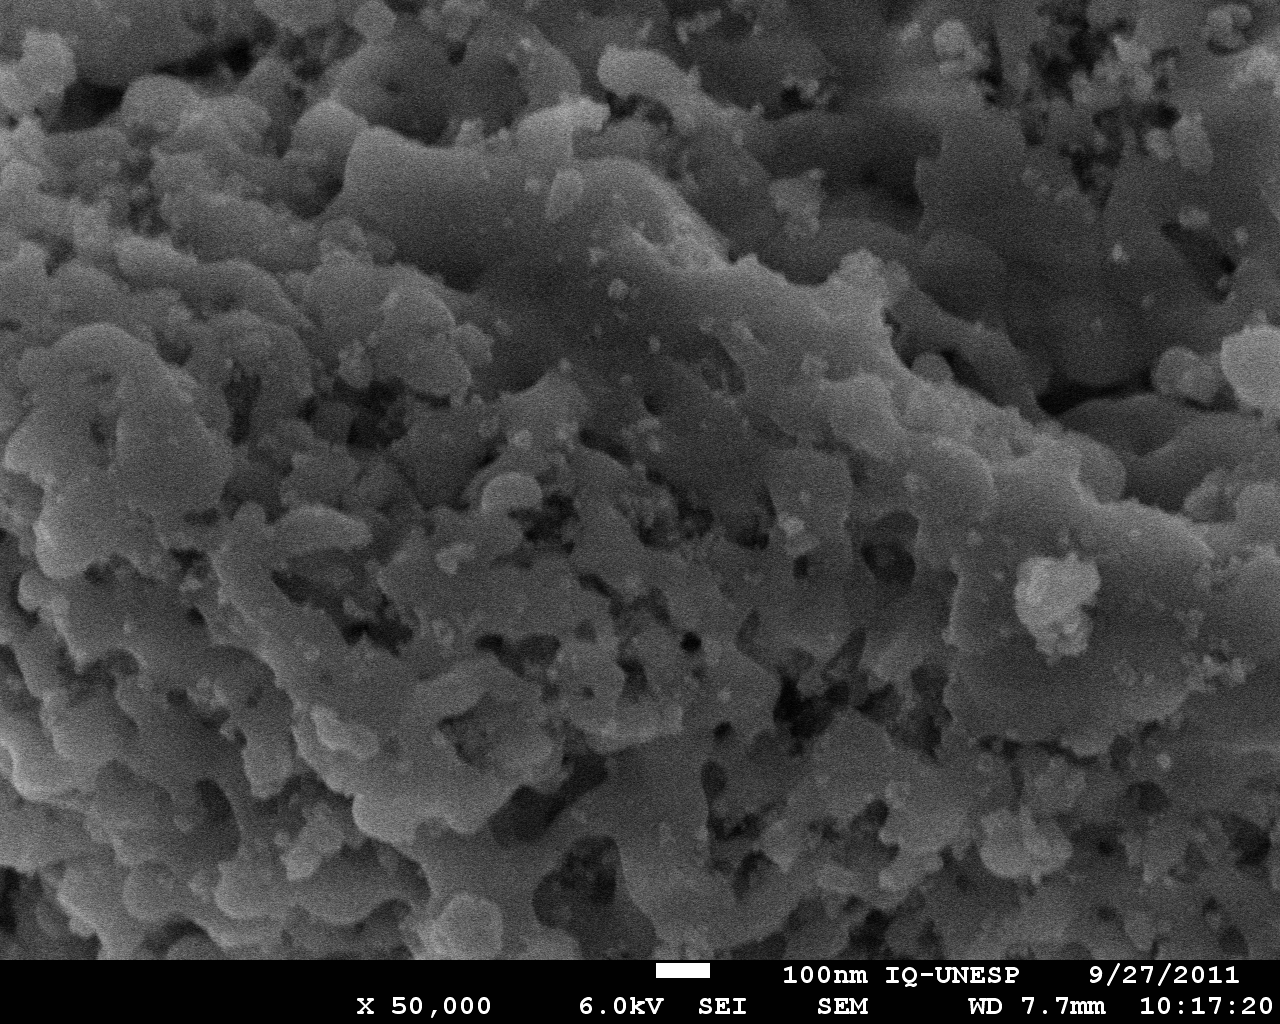 100nm IQ-UNESP 9/27/2011
X 50,000 6.0kV SEI SEM WD 7.7mm 10:17:20